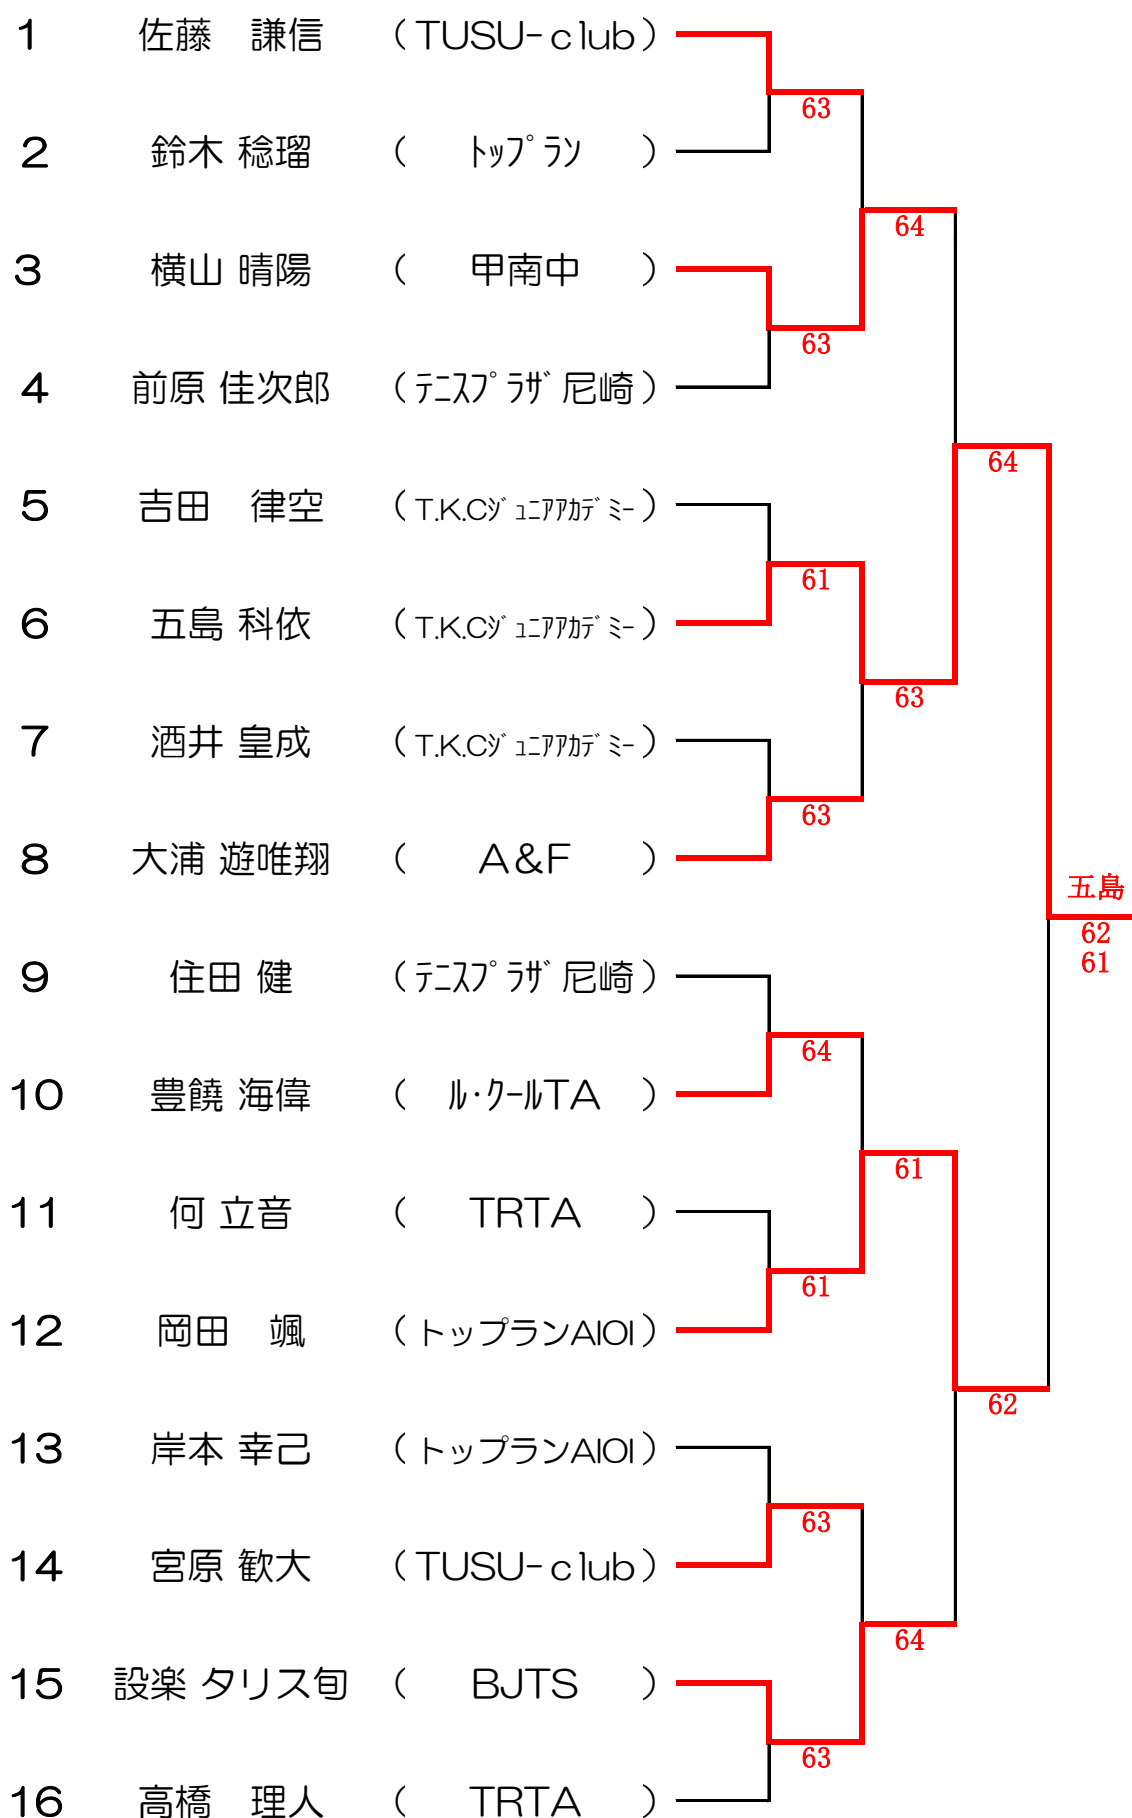 1 佐藤　謙信 (TUSU-club)
63
2 鈴木 稔瑠 (ﾄｯﾌﾟﾗﾝ)
64
3 横山 晴陽 (甲南中)
63
4 前原 佳次郎 (ﾃﾆｽﾌﾟﾗｻﾞ尼崎)
64
5 吉田　律空 (T.K.Cｼﾞｭﾆｱｱｶﾃﾞﾐｰ)
61
6 五島 科依 (T.K.Cｼﾞｭﾆｱｱｶﾃﾞﾐｰ)
63
7 酒井 皇成 (T.K.Cｼﾞｭﾆｱｱｶﾃﾞﾐｰ)
63
8 大浦 遊唯翔 (A&F)
五島
62
61
9 住田 健 (ﾃﾆｽﾌﾟﾗｻﾞ尼崎)
64
10 豊饒 海偉 (ﾙ･ｸｰﾙTA)
61
11 何 立音 (TRTA)
61
12 岡田　颯 (トップランAIOI)
62
13 岸本 幸己 (トップランAIOI)
63
14 宮原 歓大 (TUSU-club)
64
15 設楽 タリス旬 (BJTS)
63
16 高橋　理人 (TRTA)